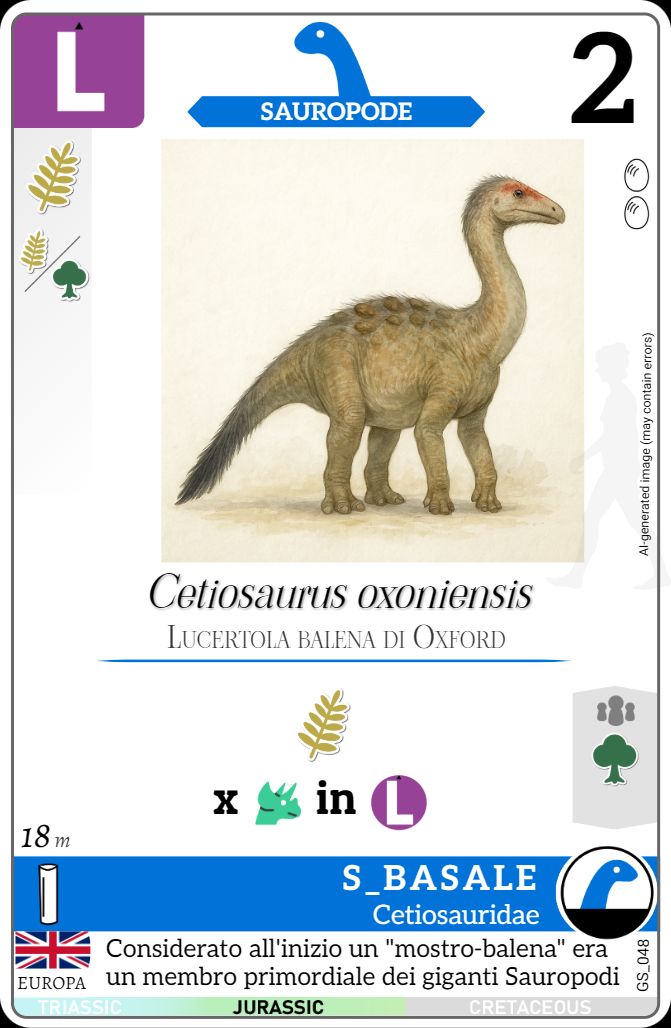 L
SAUROPODE
2
AI-generated image (may contain errors)
Cetiosaurus oxoniensis
Lucertola balena di Oxford
x in L
18 m
S_BASALE
Cetiosauridae
EUROPA
Considerato all'inizio un "mostro-balena" era
un membro primordiale dei giganti Sauropodi
GS_048
TRIASSIC JURASSIC CRETACEOUS